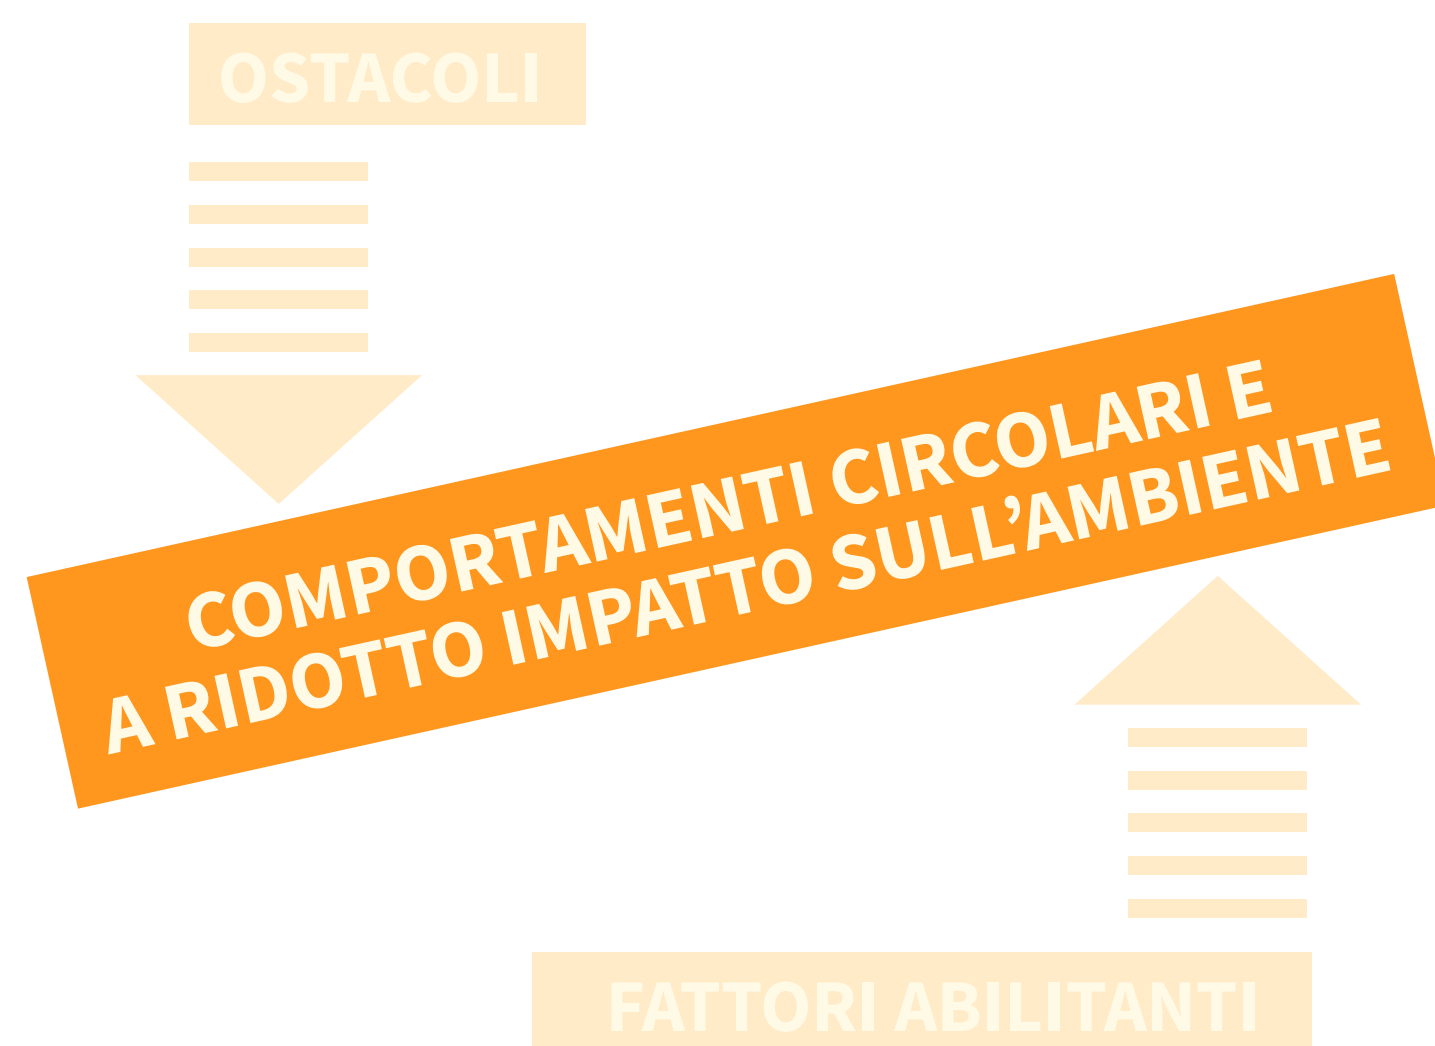 OSTACOLI
COMPORTAMENTI CIRCOLARI E
A RIDOTTO IMPATTO SULL’AMBIENTE
FATTORI ABILITANTI